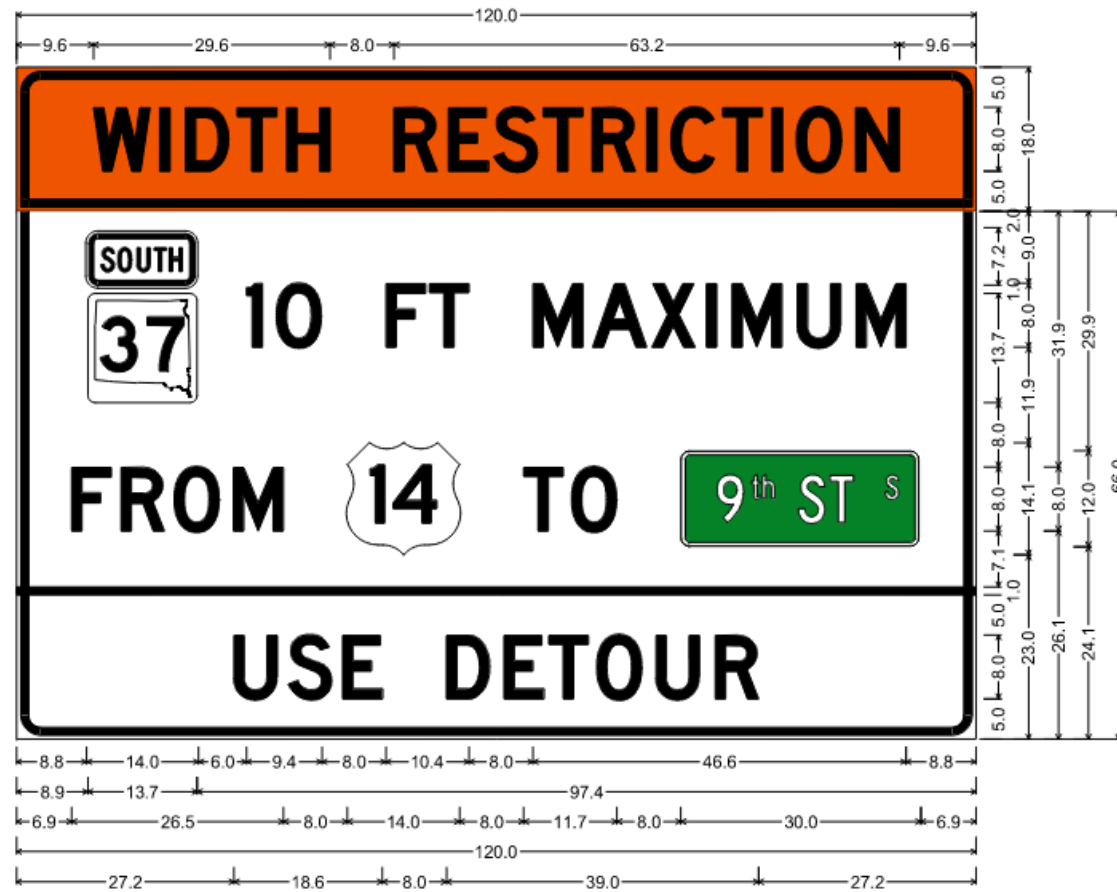 120.0
9.6 29.6 8.0 63.2 9.6
WIDTH RESTRICTION
SOUTH
37 10 FT MAXIMUM
FROM 14 TO 9th ST S
USE DETOUR
5.0 8.0 5.0 2.0 7.2 1.0 13.7 8.0 8.0 7.1 1.0 5.0 8.0 5.0
18.0 9.0 8.0 11.9 14.1 23.0
31.9 8.0 26.1
29.9 12.0 24.1
66.0
8.8 14.0 6.0 9.4 8.0 10.4 8.0 46.6 8.8
8.9 13.7 97.4
6.9 26.5 8.0 14.0 8.0 11.7 8.0 30.0 6.9
120.0
27.2 18.6 8.0 39.0 27.2